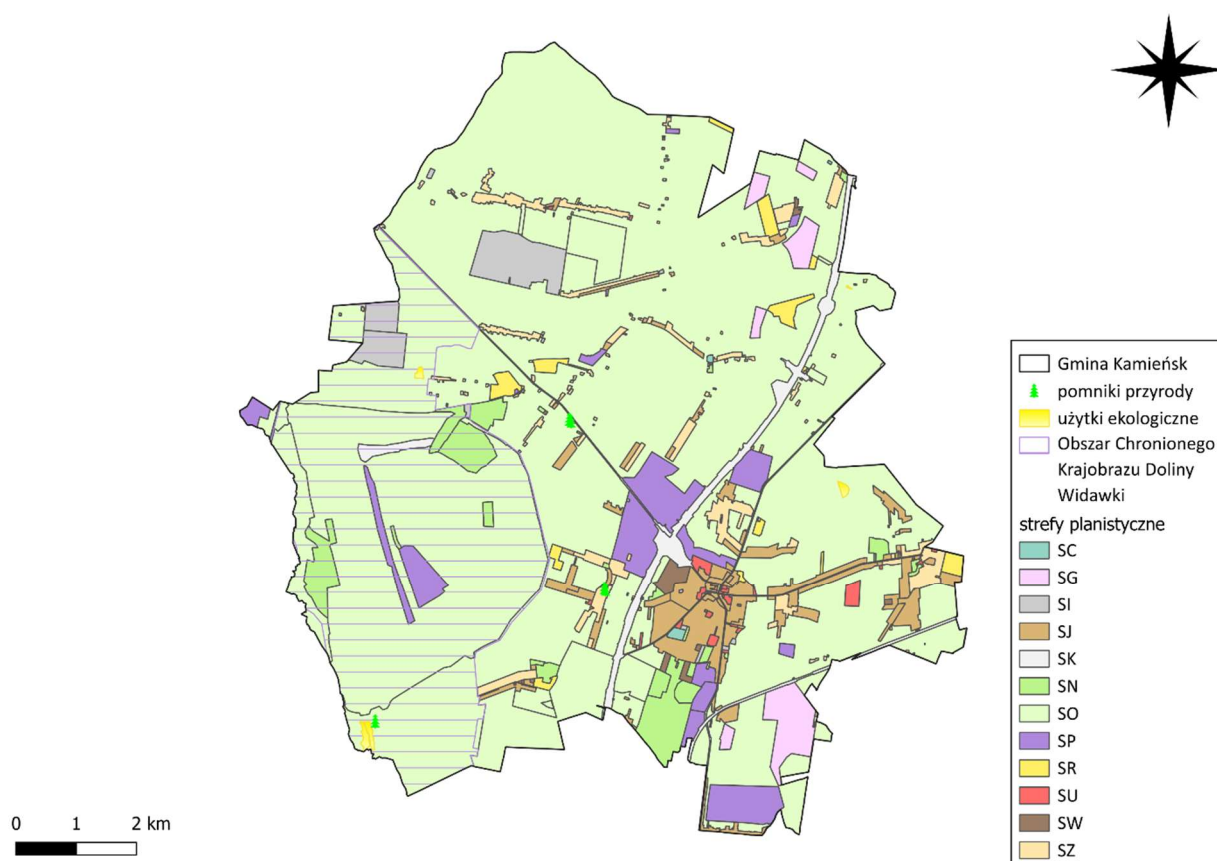 Gmina Kamieńsk
pomniki przyrody
użytki ekologiczne
Obszar Chronionego
Krajobrazu Doliny
Widawki
strefy planistyczne
SC
SG
SI
SJ
SK
SN
SO
SP
SR
SU
SW
SZ
0 1 2 km